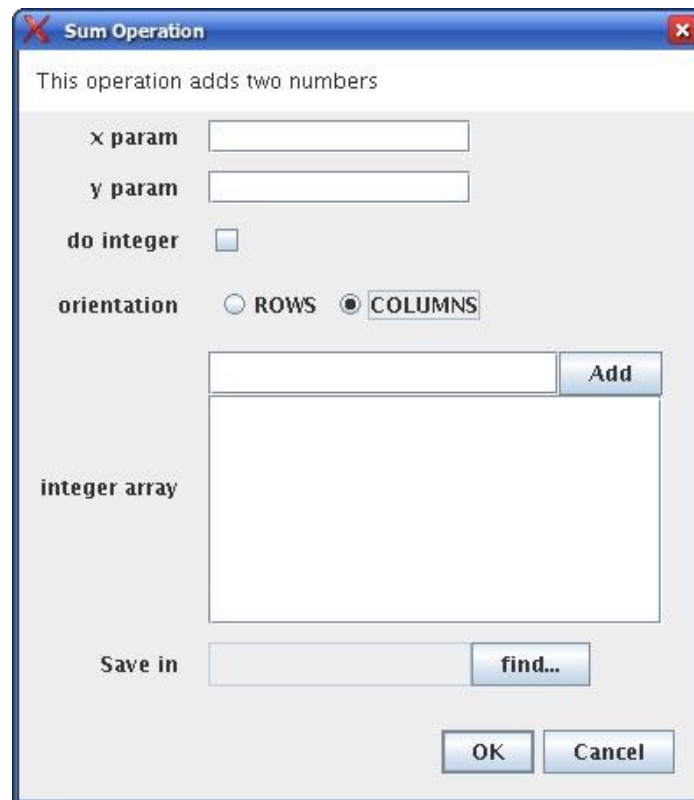 Sum Operation
This operation adds two numbers
x param
y param
do integer
orientation ROWS COLUMNS
Add
integer array
Save in find...
OK Cancel